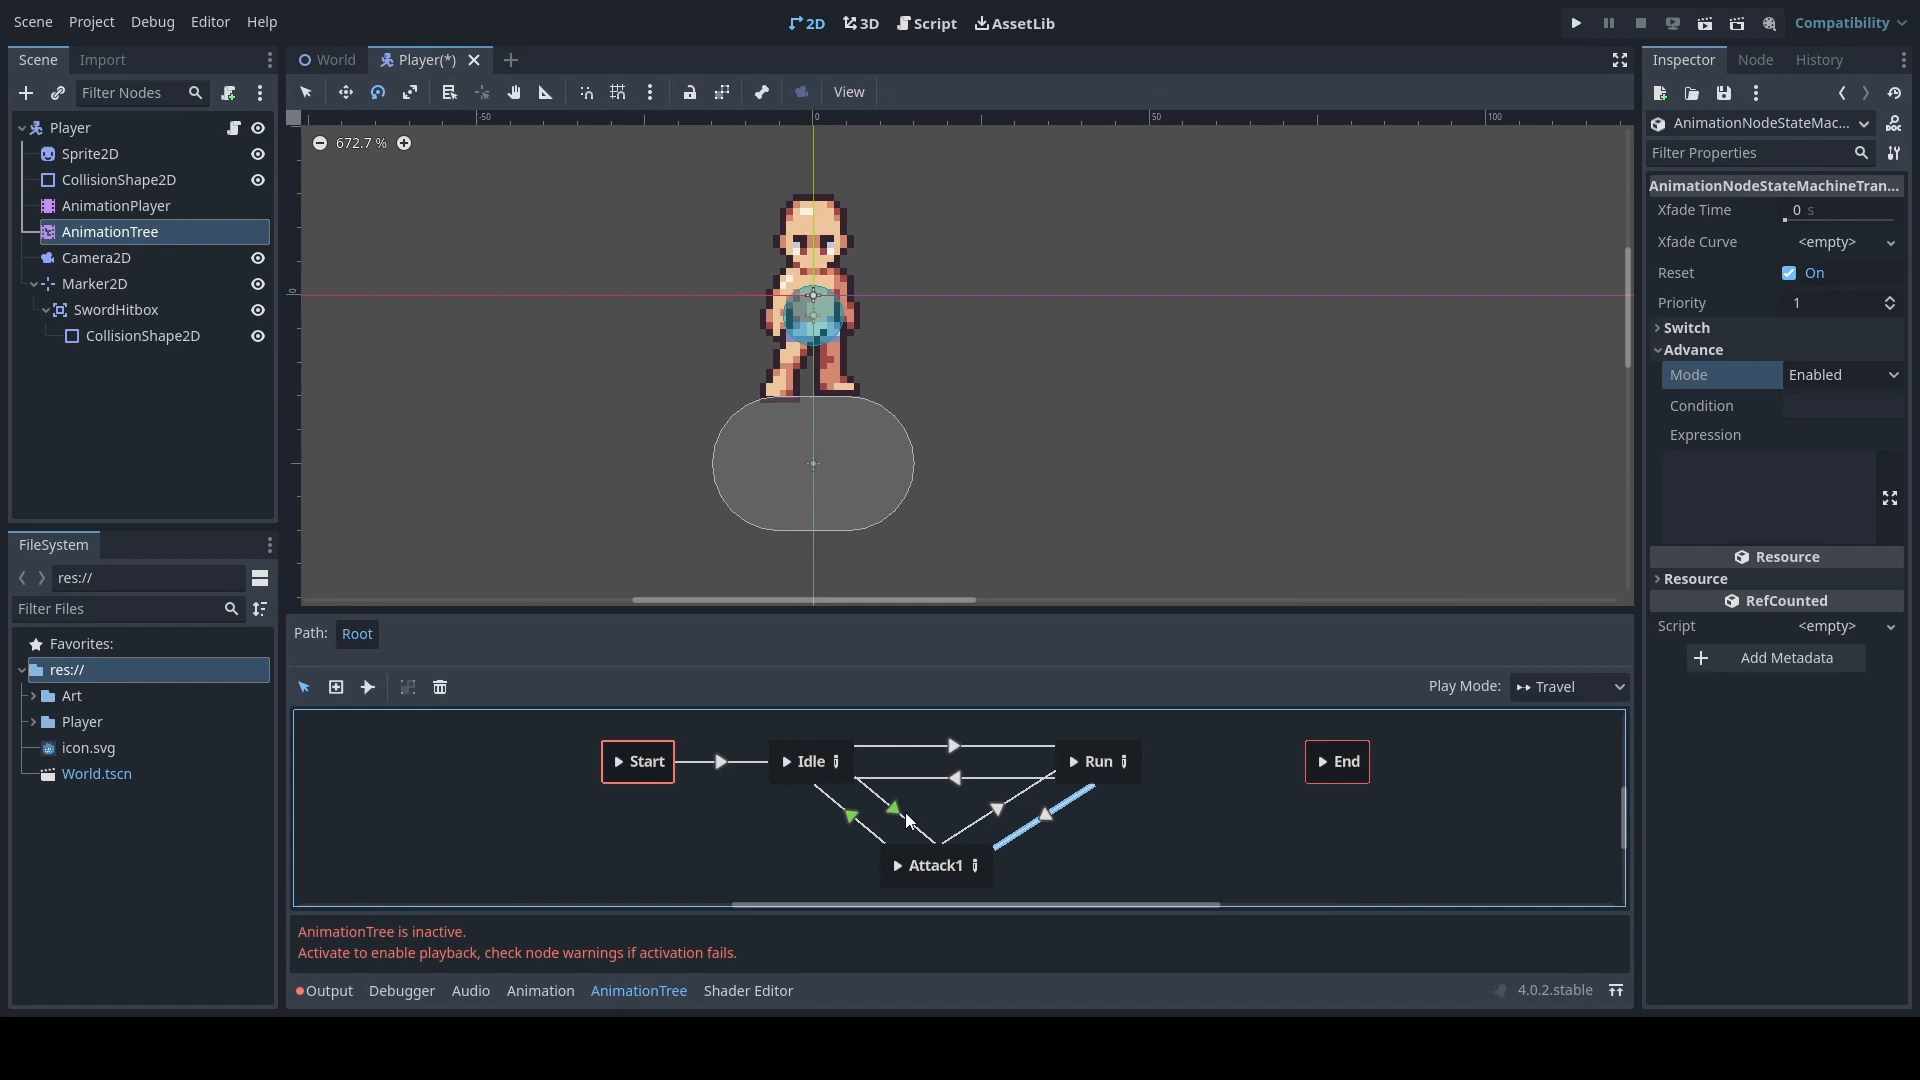 Scene Project Debug Editor Help
2D 3D Script AssetLib
Compatibility
Scene Import
Filter Nodes
Player
Sprite2D
CollisionShape2D
AnimationPlayer
AnimationTree
Camera2D
Marker2D
SwordHitbox
CollisionShape2D
FileSystem
res://
Filter Files
Favorites:
res://
Art
Player
icon.svg
World.tscn
World Player(*)
View
-50 0 50 100
0
672.7 %
Path: Root
Play Mode: Travel
Start Idle Run End
Attack1
AnimationTree is inactive.
Activate to enable playback, check node warnings if activation fails.
Output Debugger Audio Animation AnimationTree Shader Editor
4.0.2.stable
Inspector Node History
AnimationNodeStateMac...
DOC
Filter Properties
AnimationNodeStateMachineTran...
Xfade Time 0 s
Xfade Curve <empty>
Reset On
Priority 1
Switch
Advance
Mode Enabled
Condition
Expression
Resource
Resource
RefCounted
Script <empty>
Add Metadata